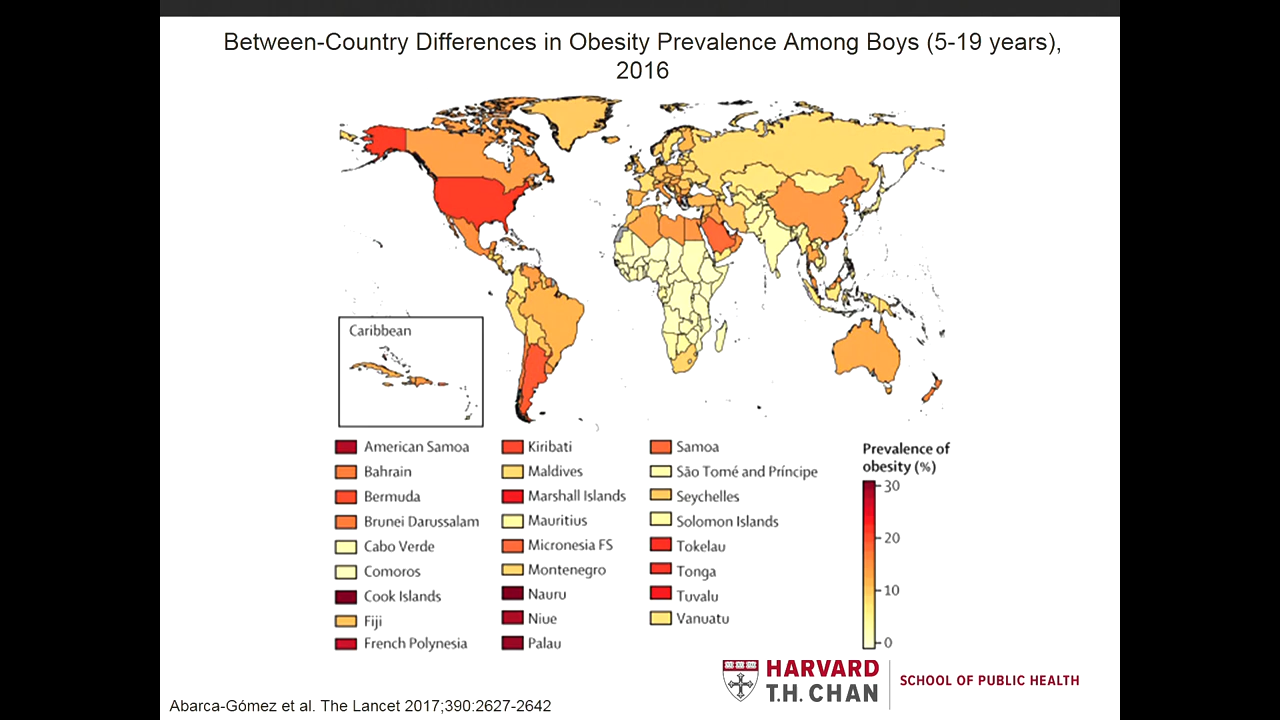 Between-Country Differences in Obesity Prevalence Among Boys (5-19 years),
2016
Caribbean
American Samoa
Bahrain
Bermuda
Brunei Darussalam
Cabo Verde
Comoros
Cook Islands
Fiji
French Polynesia
Kiribati
Maldives
Marshall Islands
Mauritius
Micronesia FS
Montenegro
Nauru
Niue
Palau
Samoa
São Tomé and Príncipe
Seychelles
Solomon Islands
Tokelau
Tonga
Tuvalu
Vanuatu
Prevalence of
obesity (%)
30
20
10
0
HARVARD
T.H. CHAN
SCHOOL OF PUBLIC HEALTH
Abarca-Gómez et al. The Lancet 2017;390:2627-2642